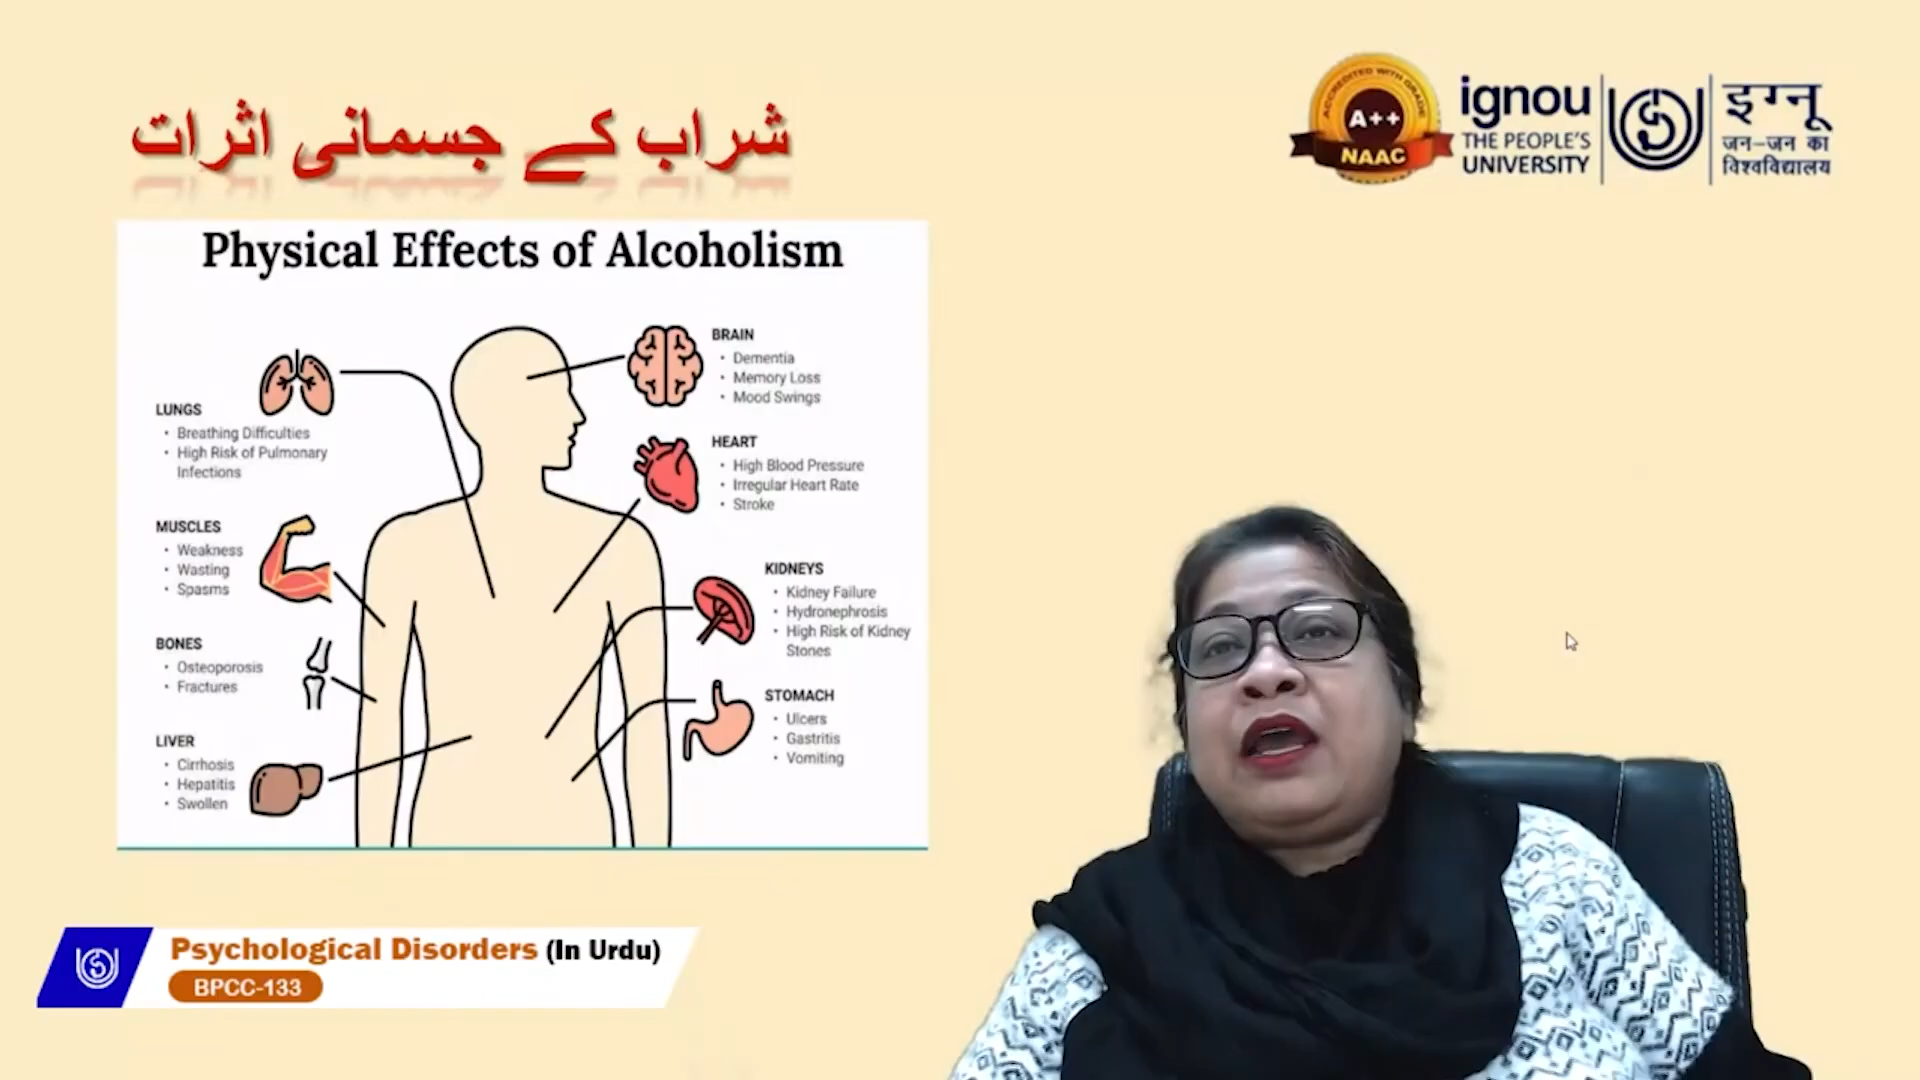 شراب کے جسمانی اثرات
ACCREDITED WITH GRADE
A++
NAAC
ignou
THE PEOPLE'S
UNIVERSITY
इग्नू
जन-जन का
विश्वविद्यालय
Physical Effects of Alcoholism
LUNGS
• Breathing Difficulties
• High Risk of Pulmonary
Infections
MUSCLES
• Weakness
• Wasting
• Spasms
BONES
• Osteoporosis
• Fractures
LIVER
• Cirrhosis
• Hepatitis
• Swollen
BRAIN
• Dementia
• Memory Loss
• Mood Swings
HEART
• High Blood Pressure
• Irregular Heart Rate
• Stroke
KIDNEYS
• Kidney Failure
• Hydronephrosis
• High Risk of Kidney
Stones
STOMACH
• Ulcers
• Gastritis
• Vomiting
Psychological Disorders (In Urdu)
BPCC-133